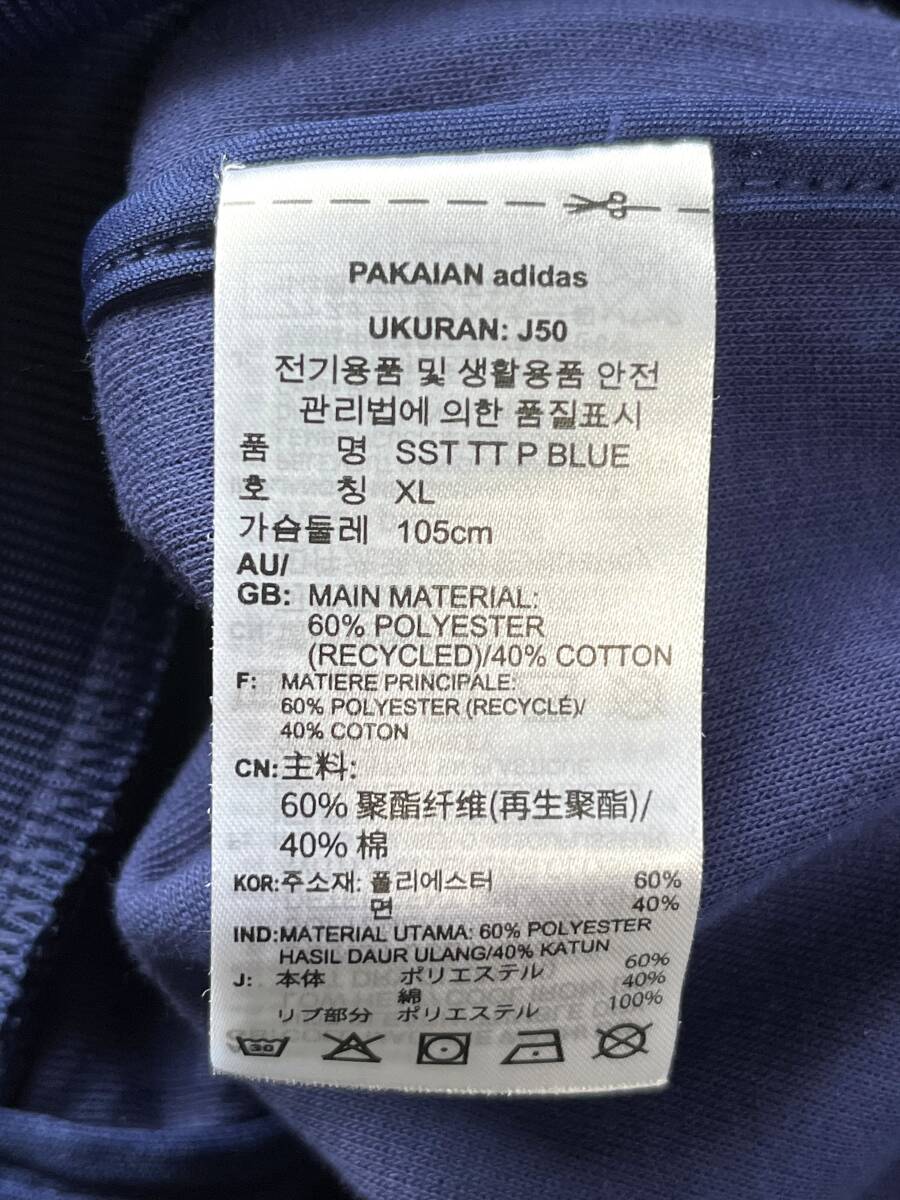 PAKAIAN adidas
UKURAN: J50
전기용품 및 생활용품 안전
관리법에 의한 품질표시
품 명 SST TT P BLUE
호 칭 XL
가슴둘레 105cm
AU/
GB: MAIN MATERIAL:
60% POLYESTER
(RECYCLED)/40% COTTON
F: MATIERE PRINCIPALE:
60% POLYESTER (RECYCLÉ)/
40% COTON
CN:主料:
60% 聚酯纤维(再生聚酯)/
40% 棉
KOR:주소재: 폴리에스터 60%
면 40%
IND:MATERIAL UTAMA: 60% POLYESTER
HASIL DAUR ULANG/40% KATUN
J: 本体 ポリエステル 60%
綿 40%
リブ部分 ポリエステル 100%
30